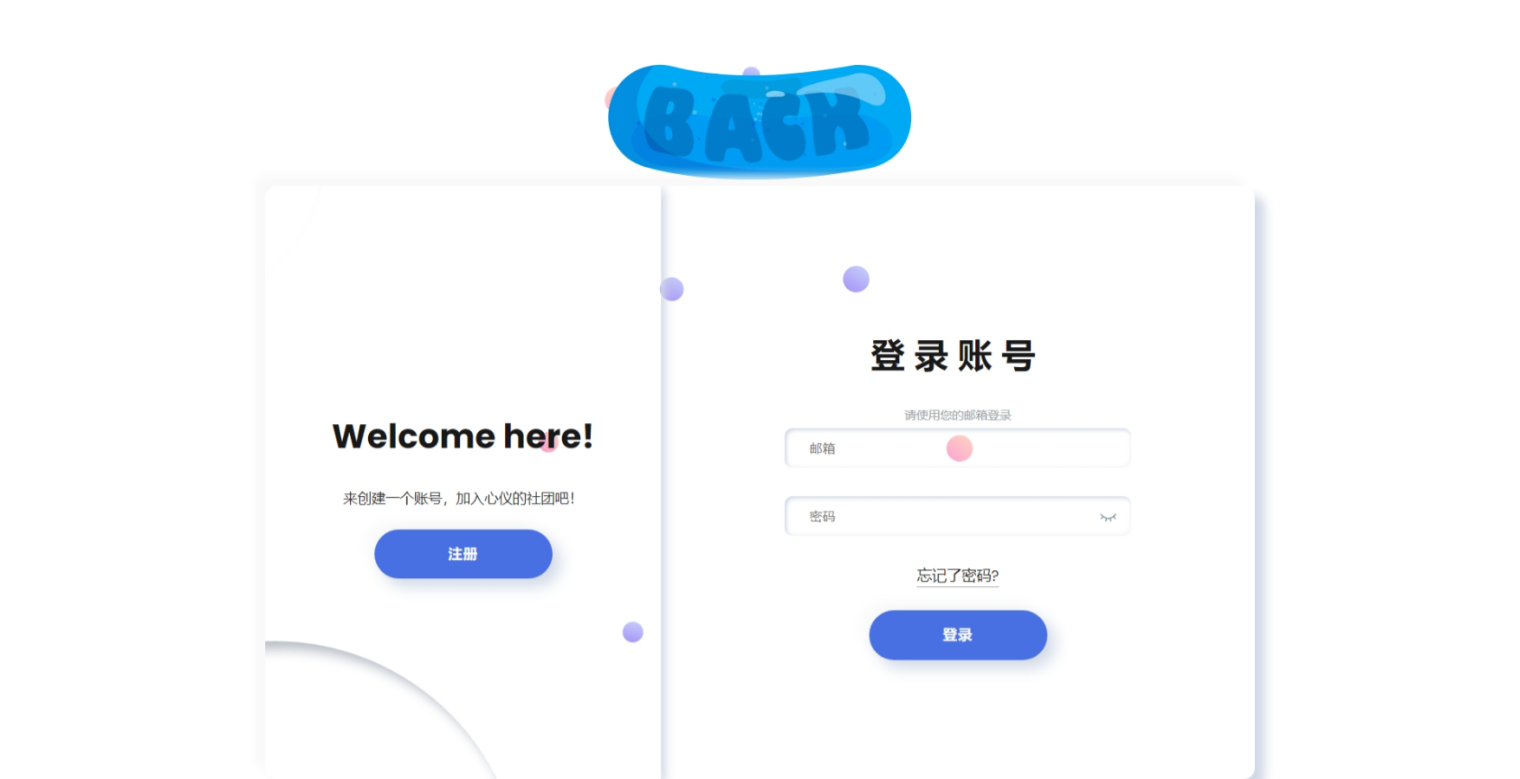 BACK
Welcome here!
来创建一个账号，加入心仪的社团吧！
注册
登录账号
请使用您的邮箱登录
邮箱
密码
忘记了密码?
登录